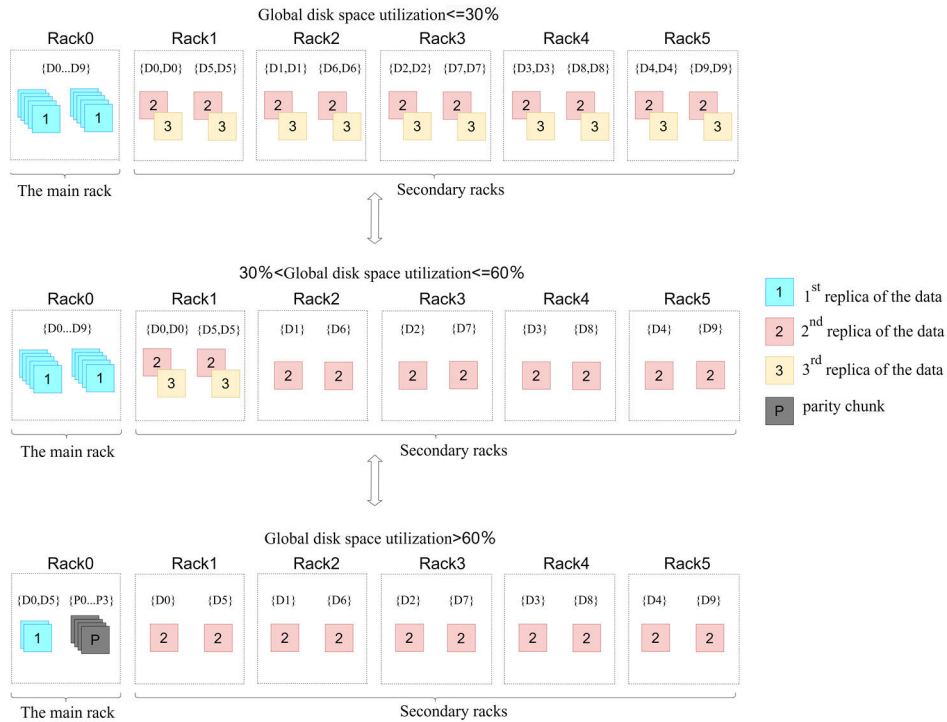 Global disk space utilization<=30%
Rack0 Rack1 Rack2 Rack3 Rack4 Rack5
{D0...D9} {D0,D0} {D5,D5} {D1,D1} {D6,D6} {D2,D2} {D7,D7} {D3,D3} {D8,D8} {D4,D4} {D9,D9}
1 1 2 2 2 2 2 2 2 2 2 2
3 3 3 3 3 3 3 3 3 3
The main rack Secondary racks
30%<Global disk space utilization<=60%
Rack0 Rack1 Rack2 Rack3 Rack4 Rack5
{D0...D9} {D0,D0} {D5,D5} {D1} {D6} {D2} {D7} {D3} {D8} {D4} {D9}
1 1 2 2 2 2 2 2 2 2 2 2
3 3
The main rack Secondary racks
Global disk space utilization>60%
Rack0 Rack1 Rack2 Rack3 Rack4 Rack5
{D0,D5} {P0...P3} {D0} {D5} {D1} {D6} {D2} {D7} {D3} {D8} {D4} {D9}
1 P 2 2 2 2 2 2 2 2 2 2
The main rack Secondary racks
1 1st replica of the data
2 2nd replica of the data
3 3rd replica of the data
P parity chunk